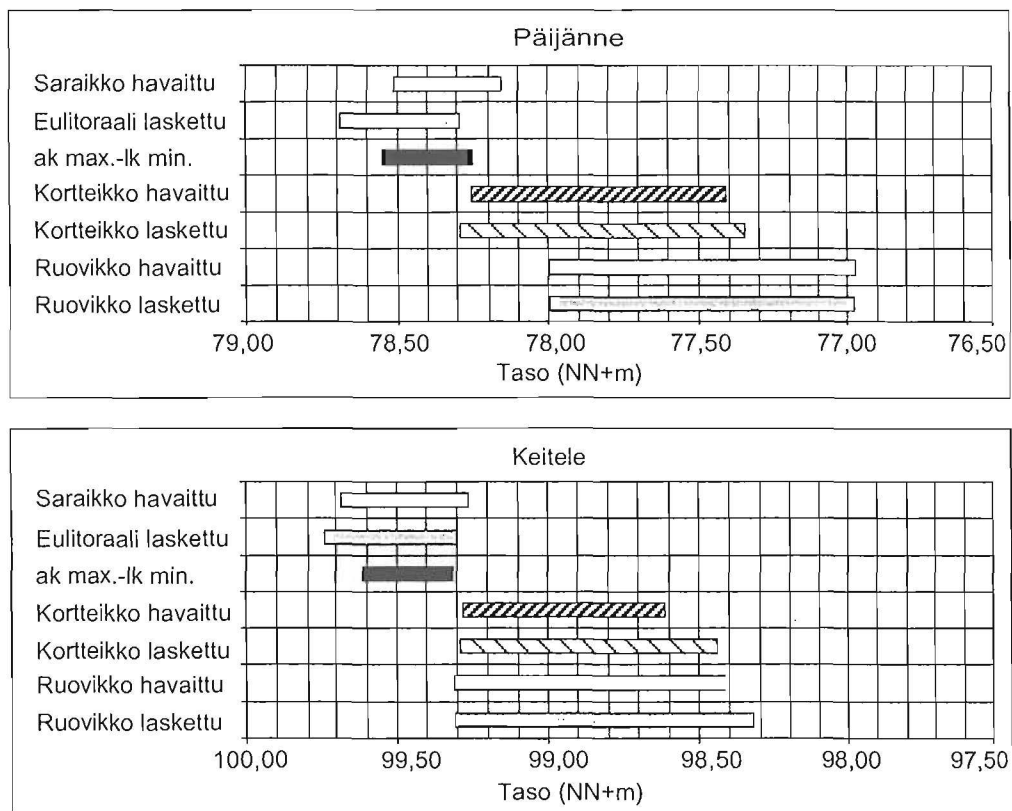 Päijänne
Saraikko havaittu
Eulitoraali laskettu
ak max.-lk min.
Kortteikko havaittu
Kortteikko laskettu
Ruovikko havaittu
Ruovikko laskettu
79,00 78,50 78,00 77,50 77,00 76,50
Taso (NN+m)
Keitele
Saraikko havaittu
Eulitoraali laskettu
ak max.-lk min.
Kortteikko havaittu
Kortteikko laskettu
Ruovikko havaittu
Ruovikko laskettu
100,00 99,50 99,00 98,50 98,00 97,50
Taso (NN+m)